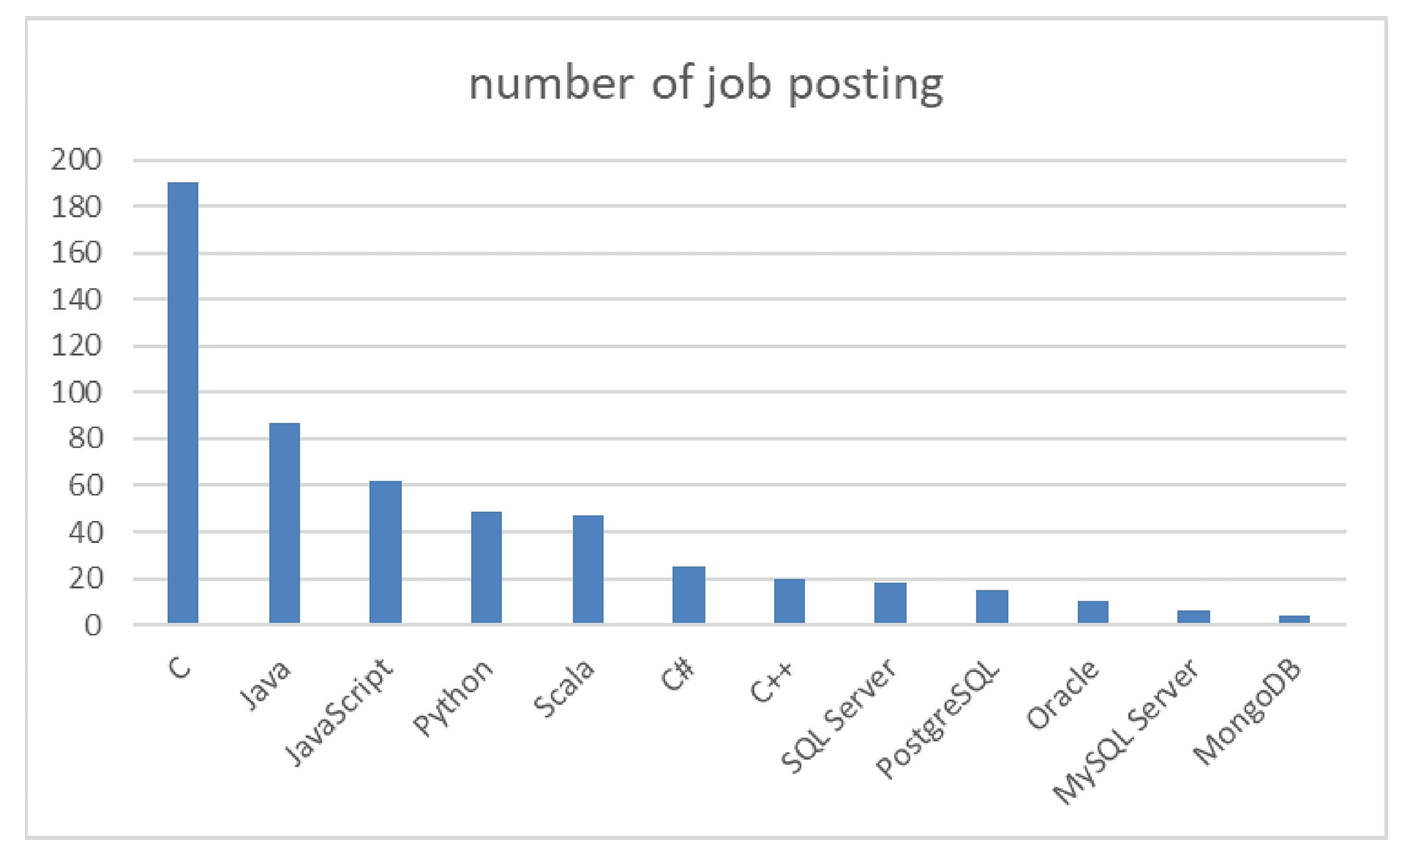 number of job posting
200
180
160
140
120
100
80
60
40
20
0
C
Java
JavaScript
Python
Scala
C#
C++
SQL Server
PostgreSQL
Oracle
MySQL Server
MongoDB